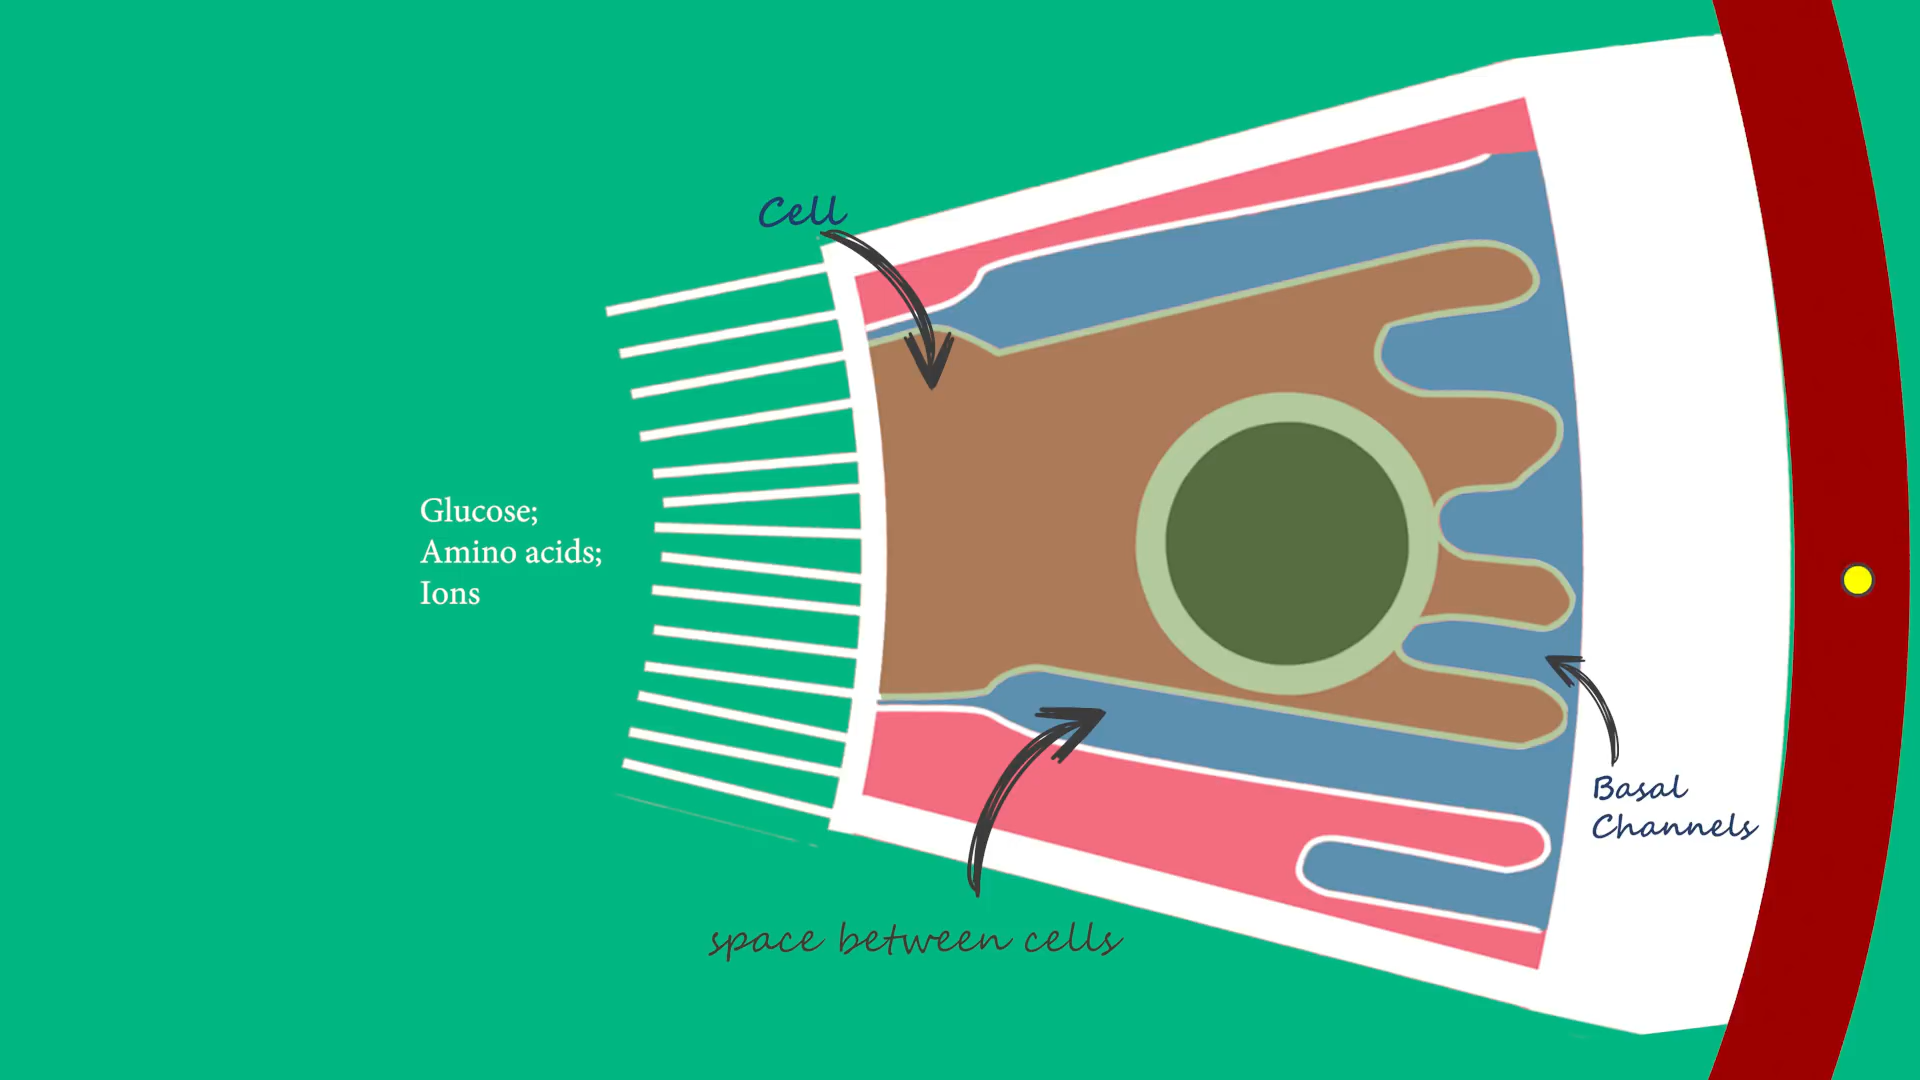 Cell
Glucose;
Amino acids;
Ions
Basal
Channels
space between cells